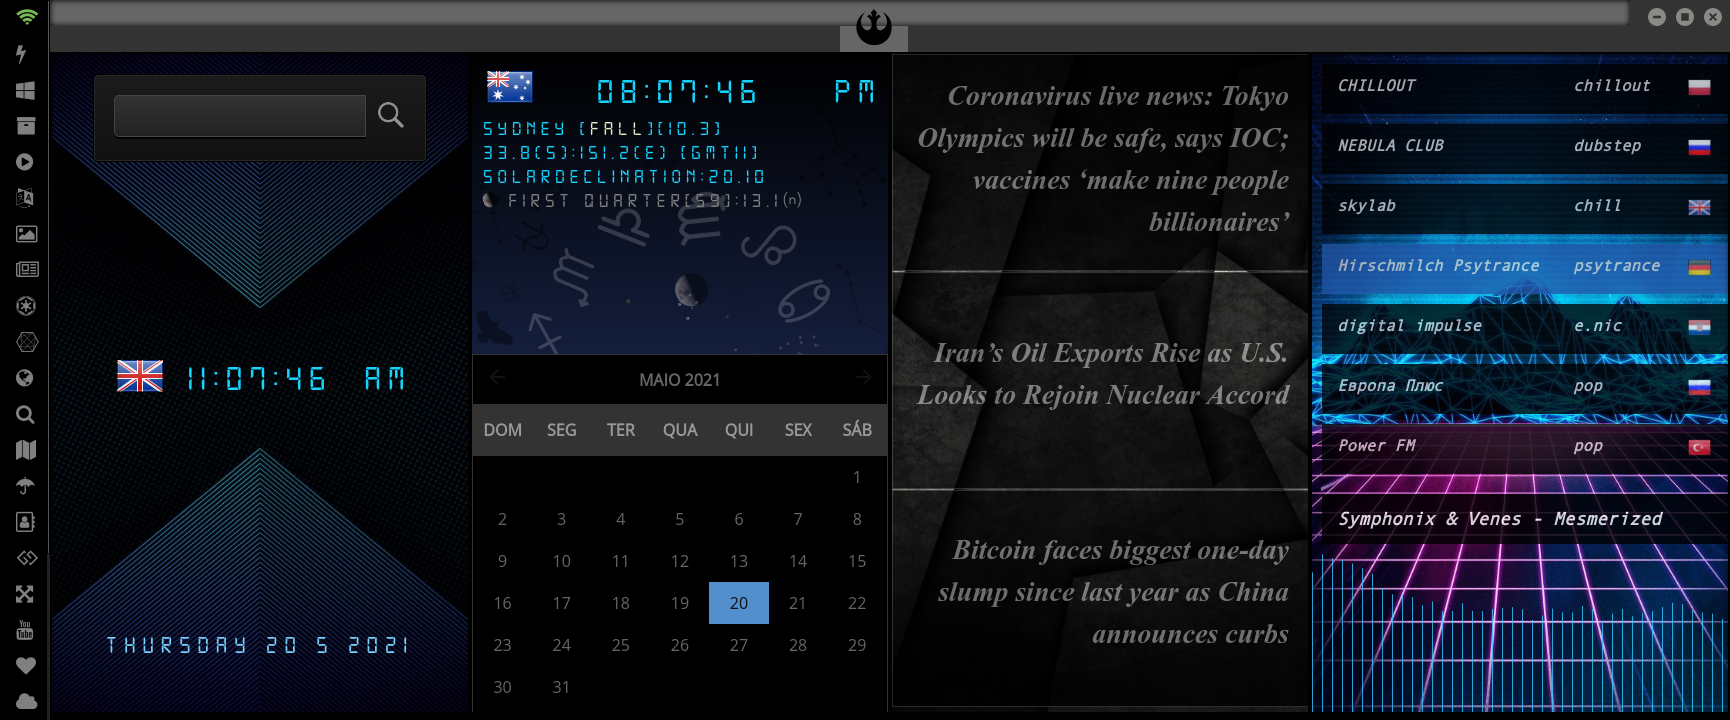 11:07:46 AM
THURSDAY 20 5 2021
08:07:46 PM
SYDNEY [FALL][10.3]
33.8(S):151.2(E) [GMT11]
SOLARDECLINATION:20.10
FIRST QUARTER[59]:13.1(n)
MAIO 2021
DOM SEG TER QUA QUI SEX SÁB
1
2 3 4 5 6 7 8
9 10 11 12 13 14 15
16 17 18 19 20 21 22
23 24 25 26 27 28 29
30 31
Coronavirus live news: Tokyo
Olympics will be safe, says IOC;
vaccines ‘make nine people
billionaires’
Iran’s Oil Exports Rise as U.S.
Looks to Rejoin Nuclear Accord
Bitcoin faces biggest one-day
slump since last year as China
announces curbs
CHILLOUT chillout
NEBULA CLUB dubstep
skylab chill
Hirschmilch Psytrance psytrance
digital impulse e.nic
Европа Плюс pop
Power FM pop
Symphonix & Venes - Mesmerized
You
Tube